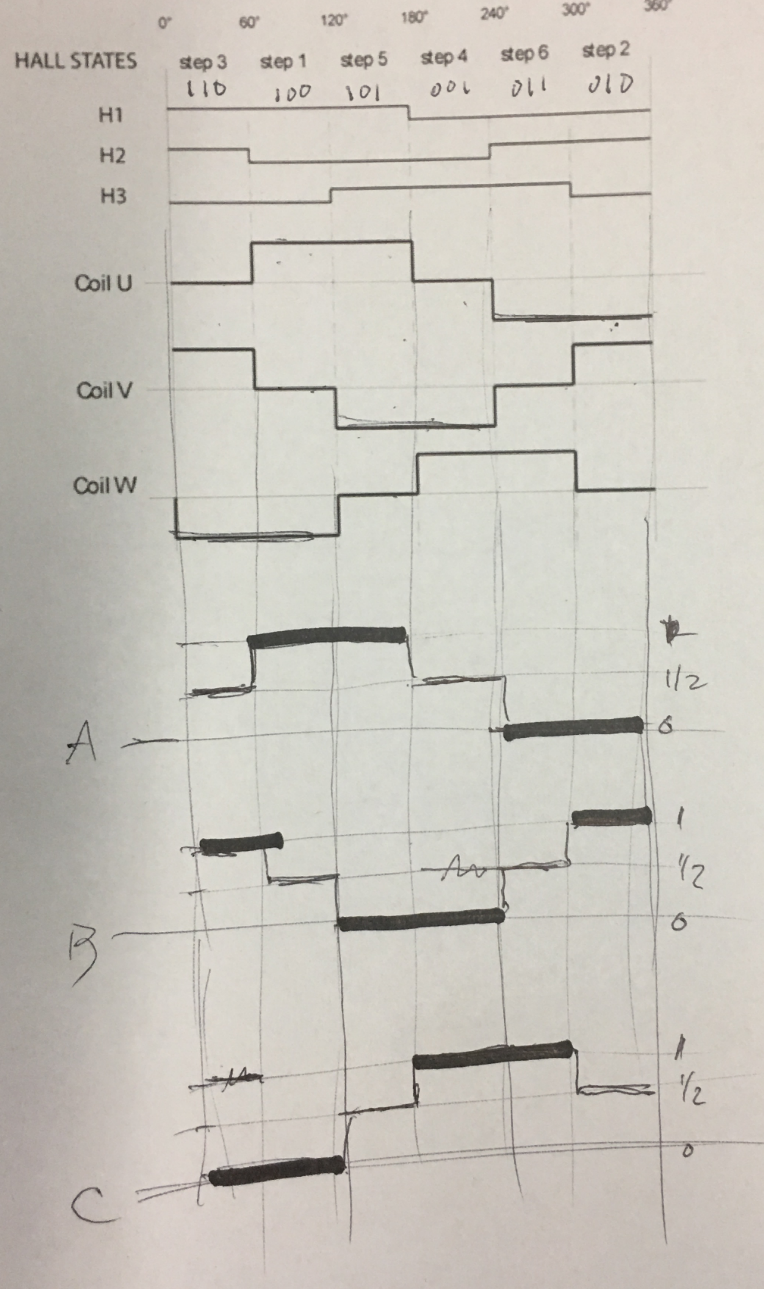 0° 60° 120° 180° 240° 300° 360°
HALL STATES step 3 step 1 step 5 step 4 step 6 step 2
110 100 101 001 011 010
H1
H2
H3
Coil U
Coil V
Coil W
1/2
A 0
1
1/2
B 0
1
1/2
0
C